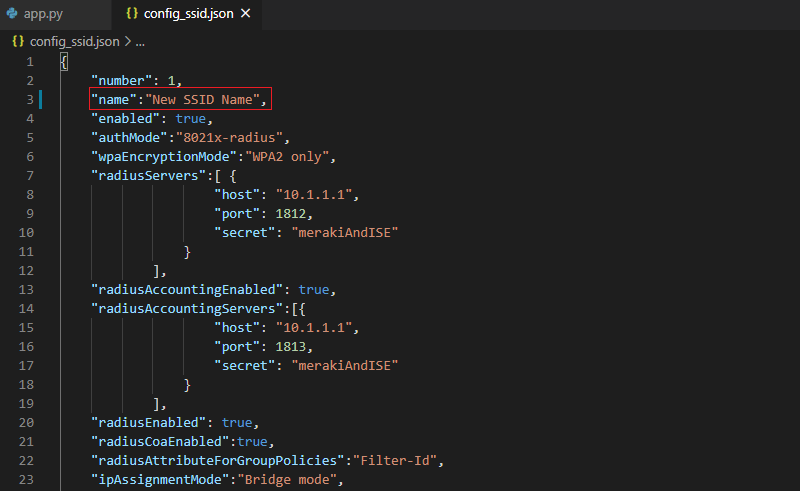 app.py {} config_ssid.json ×
{} config_ssid.json > ...
1 {
2 "number": 1,
3 "name":"New SSID Name",
4 "enabled": true,
5 "authMode":"8021x-radius",
6 "wpaEncryptionMode":"WPA2 only",
7 "radiusServers":[ {
8 "host": "10.1.1.1",
9 "port": 1812,
10 "secret": "merakiAndISE"
11 }
12 ],
13 "radiusAccountingEnabled": true,
14 "radiusAccountingServers":[{
15 "host": "10.1.1.1",
16 "port": 1813,
17 "secret": "merakiAndISE"
18 }
19 ],
20 "radiusEnabled": true,
21 "radiusCoaEnabled":true,
22 "radiusAttributeForGroupPolicies":"Filter-Id",
23 "ipAssignmentMode":"Bridge mode",